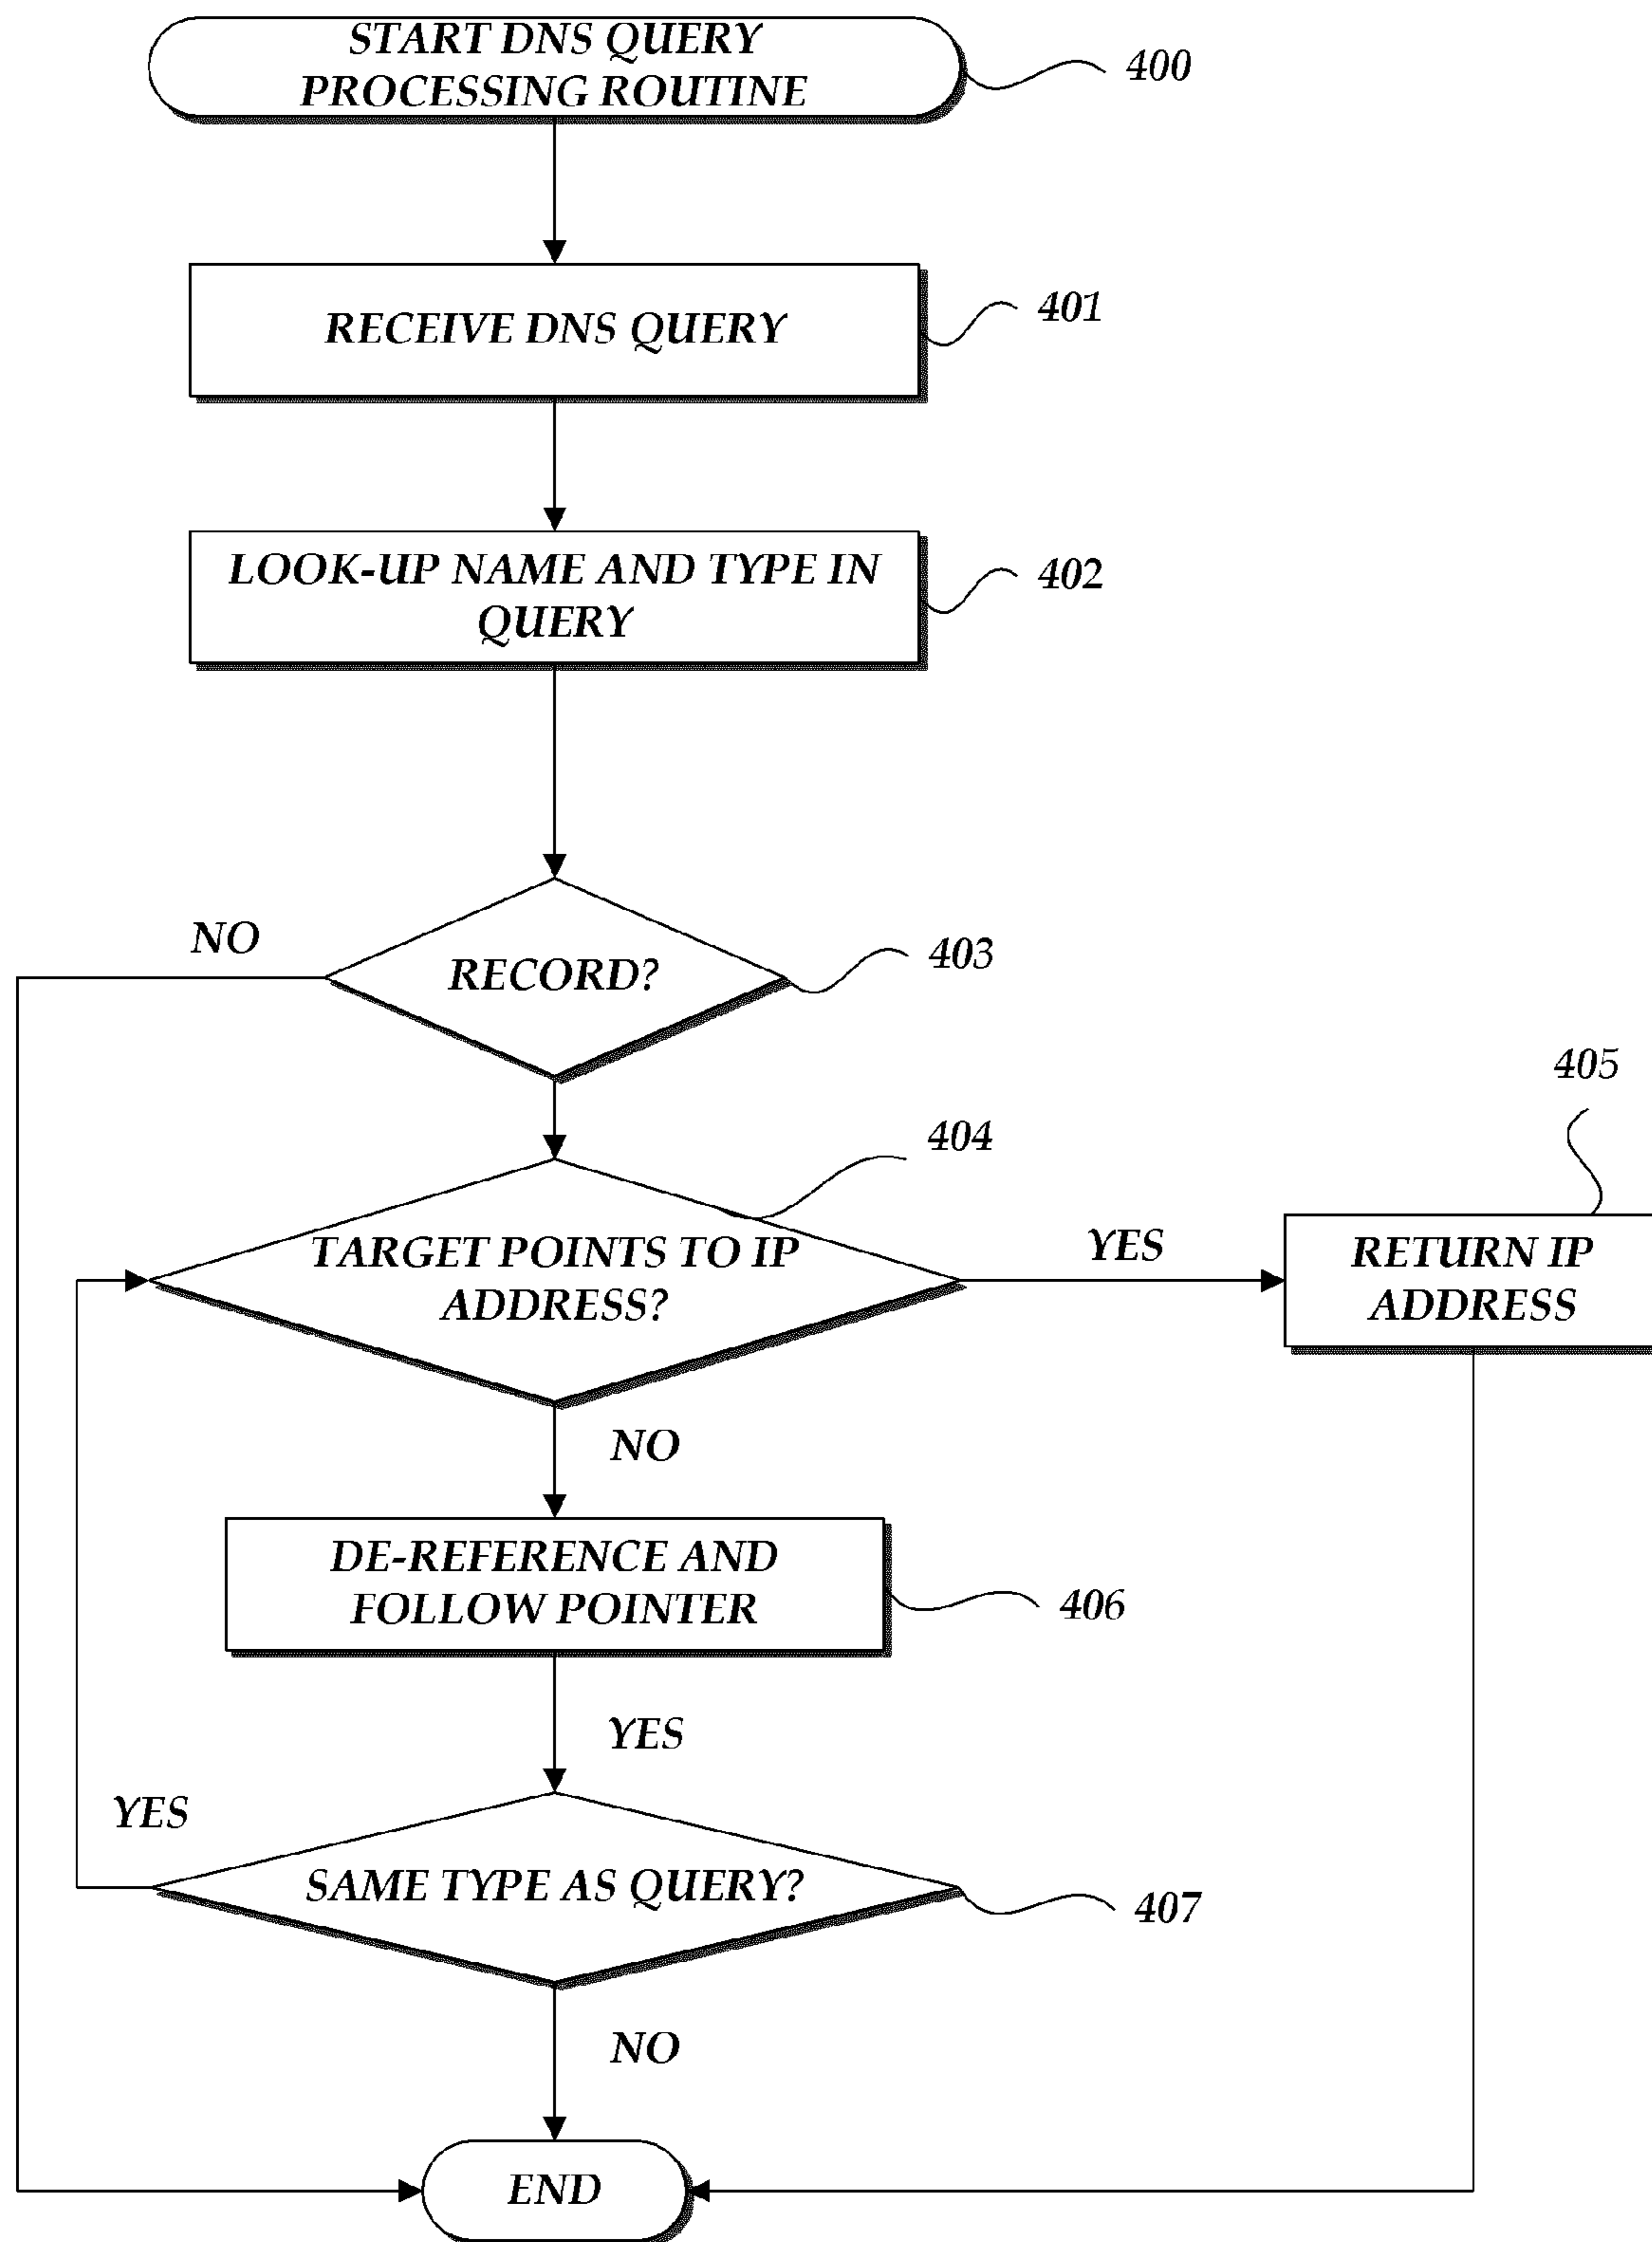 START DNS QUERY
PROCESSING ROUTINE
400
RECEIVE DNS QUERY
401
LOOK-UP NAME AND TYPE IN
QUERY
402
NO
RECORD?
403
404
405
TARGET POINTS TO IP
ADDRESS?
YES
RETURN IP
ADDRESS
NO
DE-REFERENCE AND
FOLLOW POINTER
406
YES
YES
SAME TYPE AS QUERY?
407
NO
END